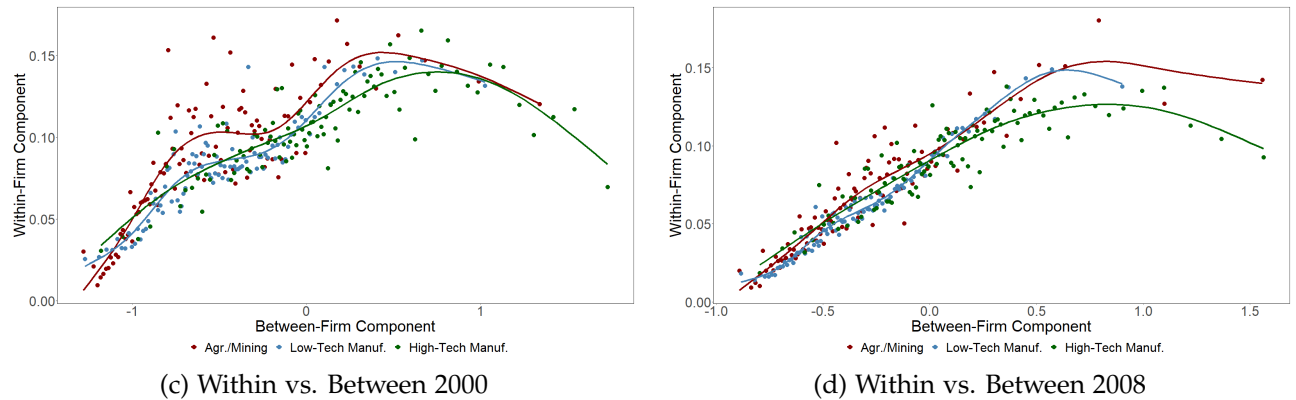 Within-Firm Component
0.15
0.10
0.05
0.00
-1
0
1
Between-Firm Component
Agr./Mining
Low-Tech Manuf.
High-Tech Manuf.
(c) Within vs. Between 2000
Within-Firm Component
0.15
0.10
0.05
0.00
-1.0
-0.5
0.0
0.5
1.0
1.5
Between-Firm Component
Agr./Mining
Low-Tech Manuf.
High-Tech Manuf.
(d) Within vs. Between 2008